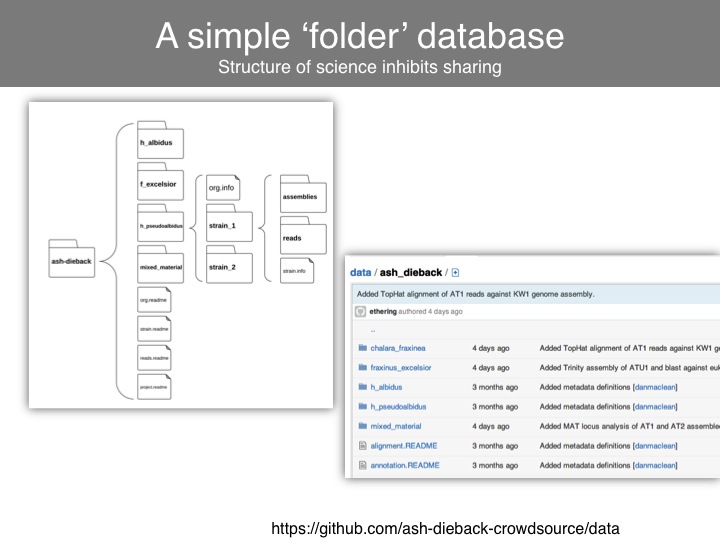 A simple ‘folder’ database
Structure of science inhibits sharing
h_albidus
f_excelsior
org.info
assemblies
h_pseudoalbidus
strain_1
reads
ash-dieback
mixed_material
strain_2
strain.info
org.readme
strain.readme
reads.readme
project.readme
data / ash_dieback /
Added TopHat alignment of AT1 reads against KW1 genome assembly.
ethering authored 4 days ago
..
chalara_fraxinea 4 days ago Added TopHat alignment of AT1 reads against KW1 g
fraxinus_excelsior 4 days ago Added Trinity assembly of ATU1 and blast against euk
h_albidus 3 months ago Added metadata definitions [danmaclean]
h_pseudoalbidus 3 months ago Added metadata definitions [danmaclean]
mixed_material 4 days ago Added MAT locus analysis of AT1 and AT2 assemble
alignment.README 3 months ago Added metadata definitions [danmaclean]
annotation.README 3 months ago Added metadata definitions [danmaclean]
https://github.com/ash-dieback-crowdsource/data